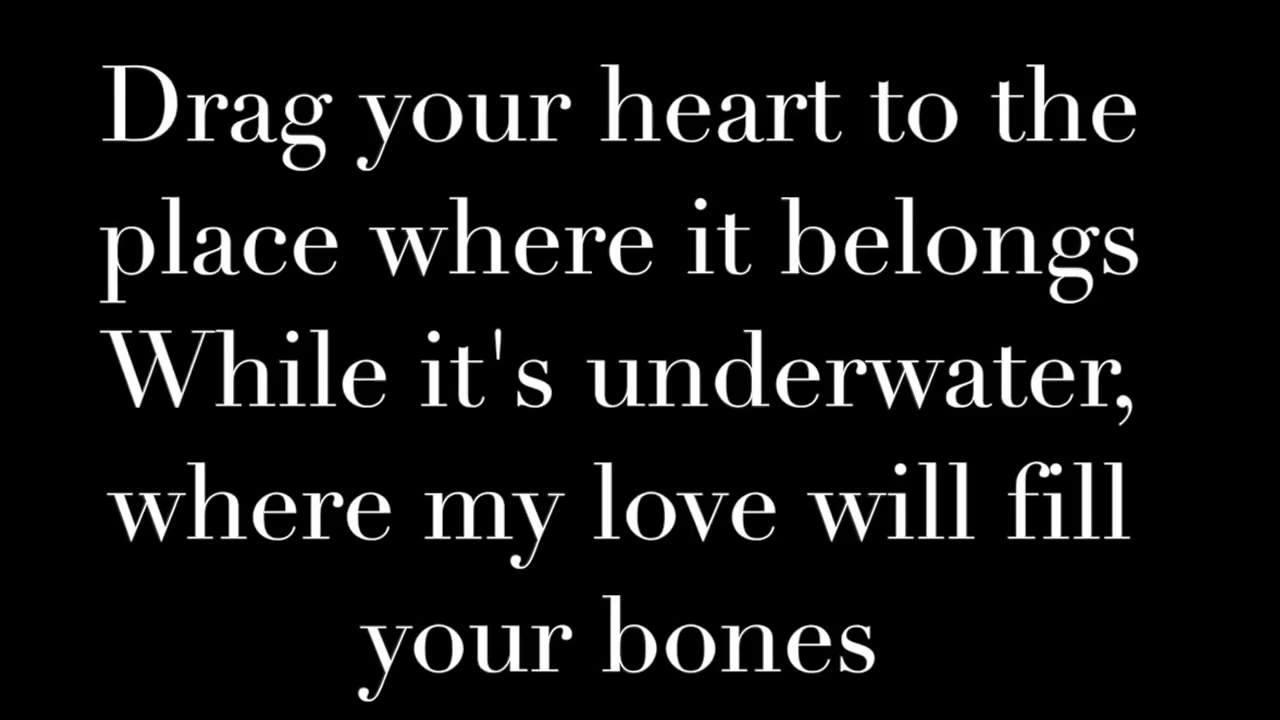 Drag your heart to the
place where it belongs
While it's underwater,
where my love will fill
your bones